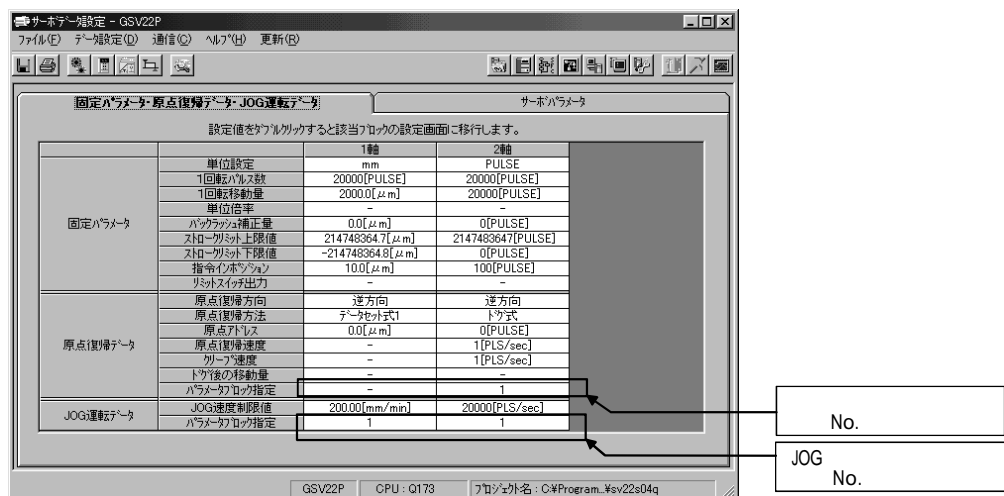 サーボデータ設定 - GSV22P
ファイル(F) データ設定(D) 通信(C) ヘルプ(H) 更新(R)
固定パラメータ・原点復帰データ・JOG運転データ サーボパラメータ
設定値をダブルクリックすると該当ブロックの設定画面に移行します。
1軸 2軸
固定パラメータ
単位設定 mm PULSE
1回転パルス数 20000[PULSE] 20000[PULSE]
1回転移動量 2000.0[μm] 20000[PULSE]
単位倍率 - -
バックラッシュ補正量 0.0[μm] 0[PULSE]
ストロークリミット上限値 214748364.7[μm] 2147483647[PULSE]
ストロークリミット下限値 -214748364.8[μm] 0[PULSE]
指令インポジション 10.0[μm] 100[PULSE]
リミットスイッチ出力 - -
原点復帰データ
原点復帰方向 逆方向 逆方向
原点復帰方法 データセット式1 ドグ式
原点アドレス 0.0[μm] 0[PULSE]
原点復帰速度 - 1[PLS/sec]
クリープ速度 - 1[PLS/sec]
ドグ後の移動量 - -
パラメータブロック指定 - 1
JOG運転データ
JOG速度制限値 200.00[mm/min] 20000[PLS/sec]
パラメータブロック指定 1 1
No.
JOG
No.
GSV22P CPU : Q173 プロジェクト名 : C:¥Program...¥sv22s04q